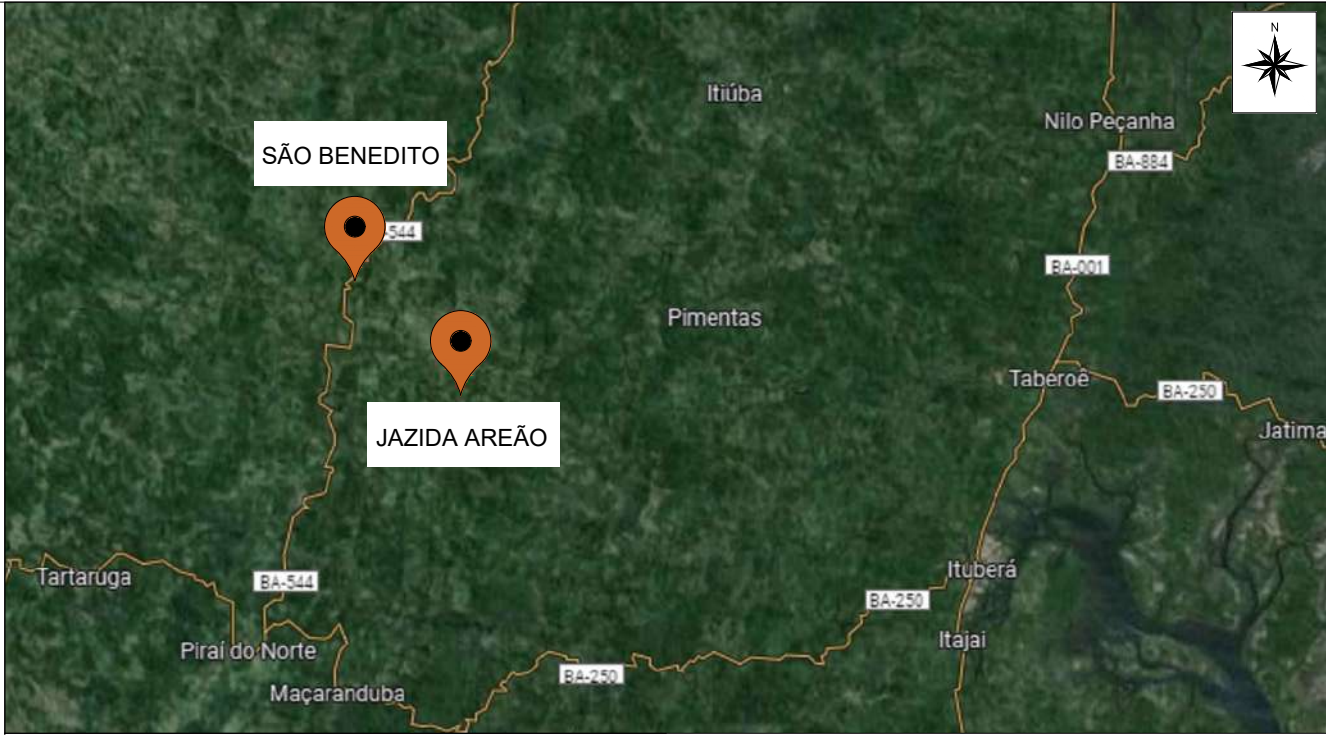 N
Itiúba
Nilo Peçanha
SÃO BENEDITO
BA-884
-544
BA-001
Pimentas
Taberoê
BA-250
JAZIDA AREÃO
Jatima
Ituberá
Tartaruga
BA-544
BA-250
Itajai
Piraí do Norte
BA-250
Maçaranduba